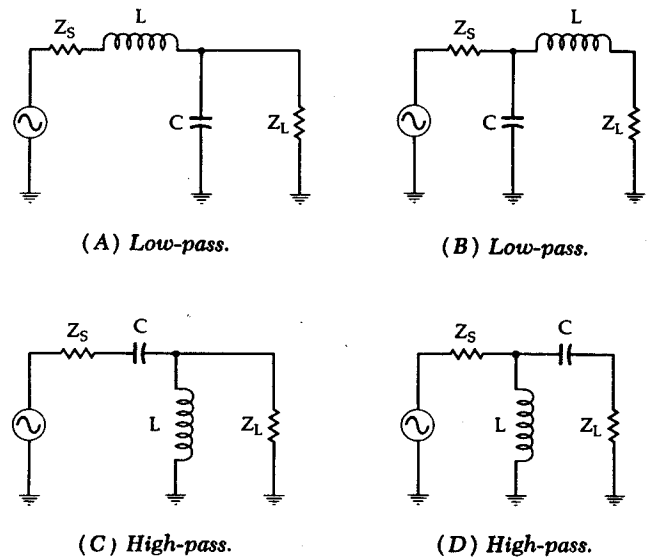 Z_S L
C Z_L
(A) Low-pass.
Z_S L
C Z_L
(B) Low-pass.
Z_S C
L Z_L
(C) High-pass.
Z_S C
L Z_L
(D) High-pass.